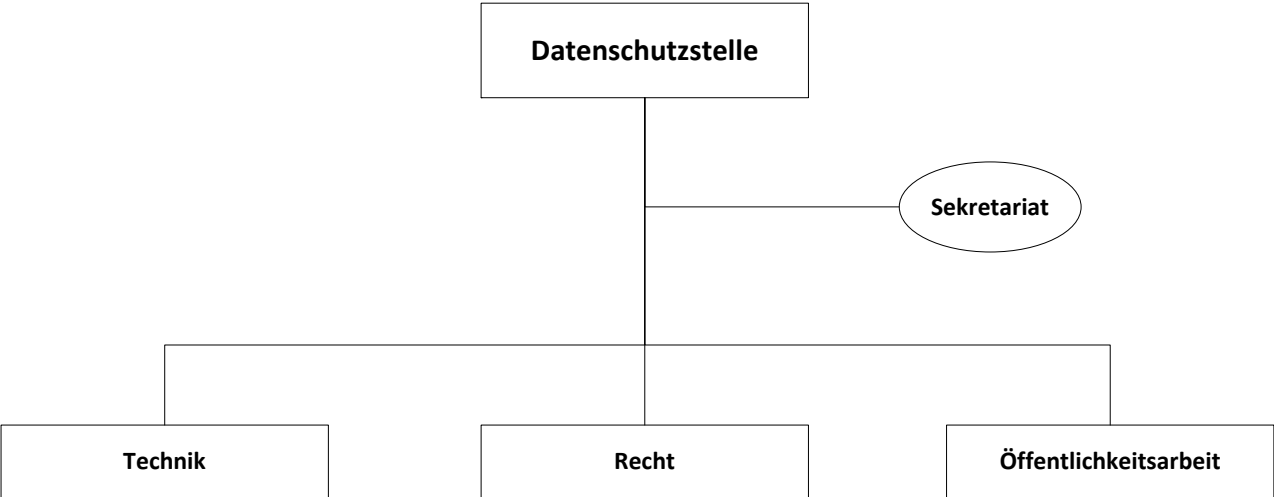 Datenschutzstelle
Sekretariat
Technik
Recht
Öffentlichkeitsarbeit